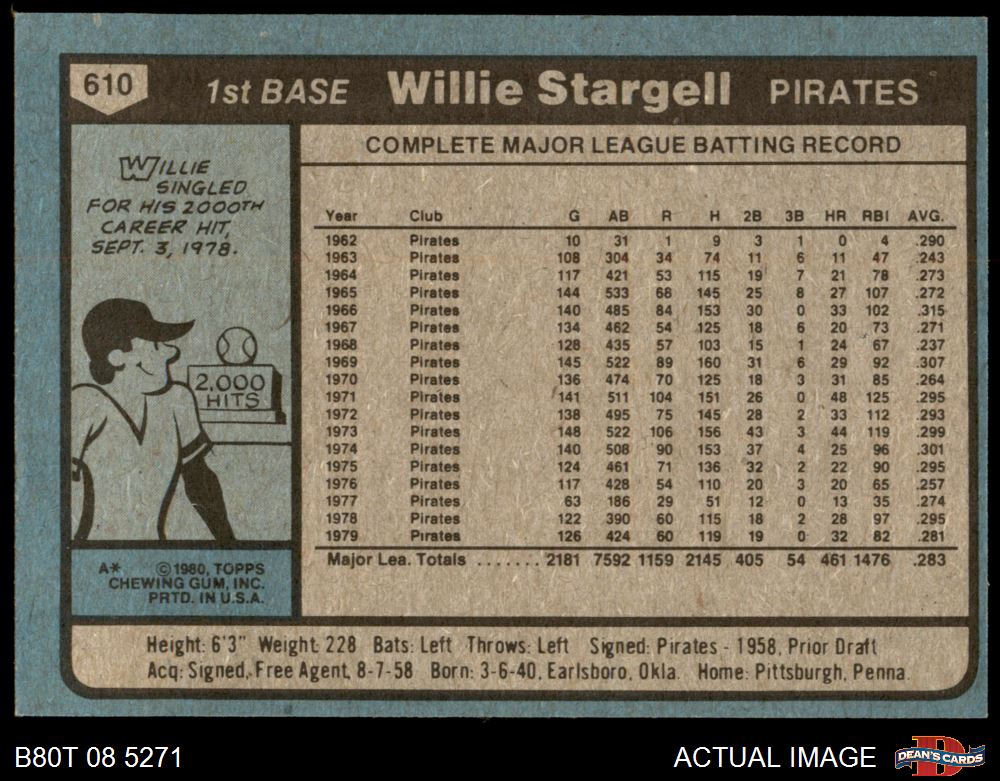 610 1st BASE Willie Stargell PIRATES
WILLIE
SINGLED
FOR HIS 2000TH
CAREER HIT,
SEPT. 3, 1978.
2,000
HITS
A* ©1980, TOPPS
CHEWING GUM, INC.
PRTD. IN U.S.A.
COMPLETE MAJOR LEAGUE BATTING RECORD
Year Club G AB R H 2B 3B HR RBI AVG.
1962 Pirates 10 31 1 9 3 1 0 4 .290
1963 Pirates 108 304 34 74 11 6 11 47 .243
1964 Pirates 117 421 53 115 19 7 21 78 .273
1965 Pirates 144 533 68 145 25 8 27 107 .272
1966 Pirates 140 485 84 153 30 0 33 102 .315
1967 Pirates 134 462 54 125 18 6 20 73 .271
1968 Pirates 128 435 57 103 15 1 24 67 .237
1969 Pirates 145 522 89 160 31 6 29 92 .307
1970 Pirates 136 474 70 125 18 3 31 85 .264
1971 Pirates 141 511 104 151 26 0 48 125 .295
1972 Pirates 138 495 75 145 28 2 33 112 .293
1973 Pirates 148 522 106 156 43 3 44 119 .299
1974 Pirates 140 508 90 153 37 4 25 96 .301
1975 Pirates 124 461 71 136 32 2 22 90 .295
1976 Pirates 117 428 54 110 20 3 20 65 .257
1977 Pirates 63 186 29 51 12 0 13 35 .274
1978 Pirates 122 390 60 115 18 2 28 97 .295
1979 Pirates 126 424 60 119 19 0 32 82 .281
Major Lea. Totals ....... 2181 7592 1159 2145 405 54 461 1476 .283
Height: 6'3" Weight: 228 Bats: Left Throws: Left Signed: Pirates - 1958, Prior Draft
Acq: Signed, Free Agent, 8-7-58 Born: 3-6-40, Earlsboro, Okla. Home: Pittsburgh, Penna.
B80T 08 5271 ACTUAL IMAGE DEAN'S CARDS